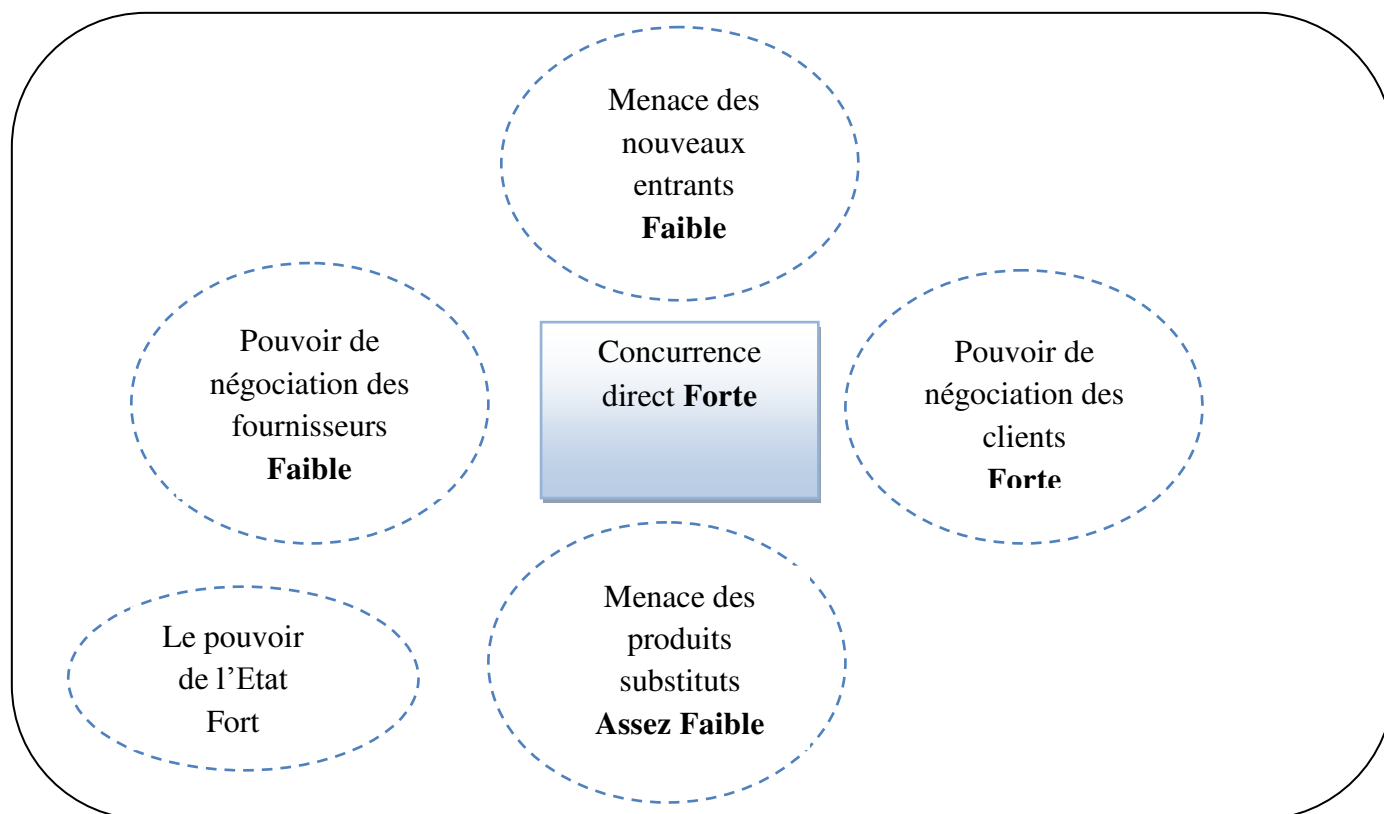 Menace des
nouveaux
entrants
Faible
Pouvoir de
négociation des
fournisseurs
Faible
Concurrence
direct Forte
Pouvoir de
négociation des
clients
Forte
Le pouvoir
de l’Etat
Fort
Menace des
produits
substituts
Assez Faible